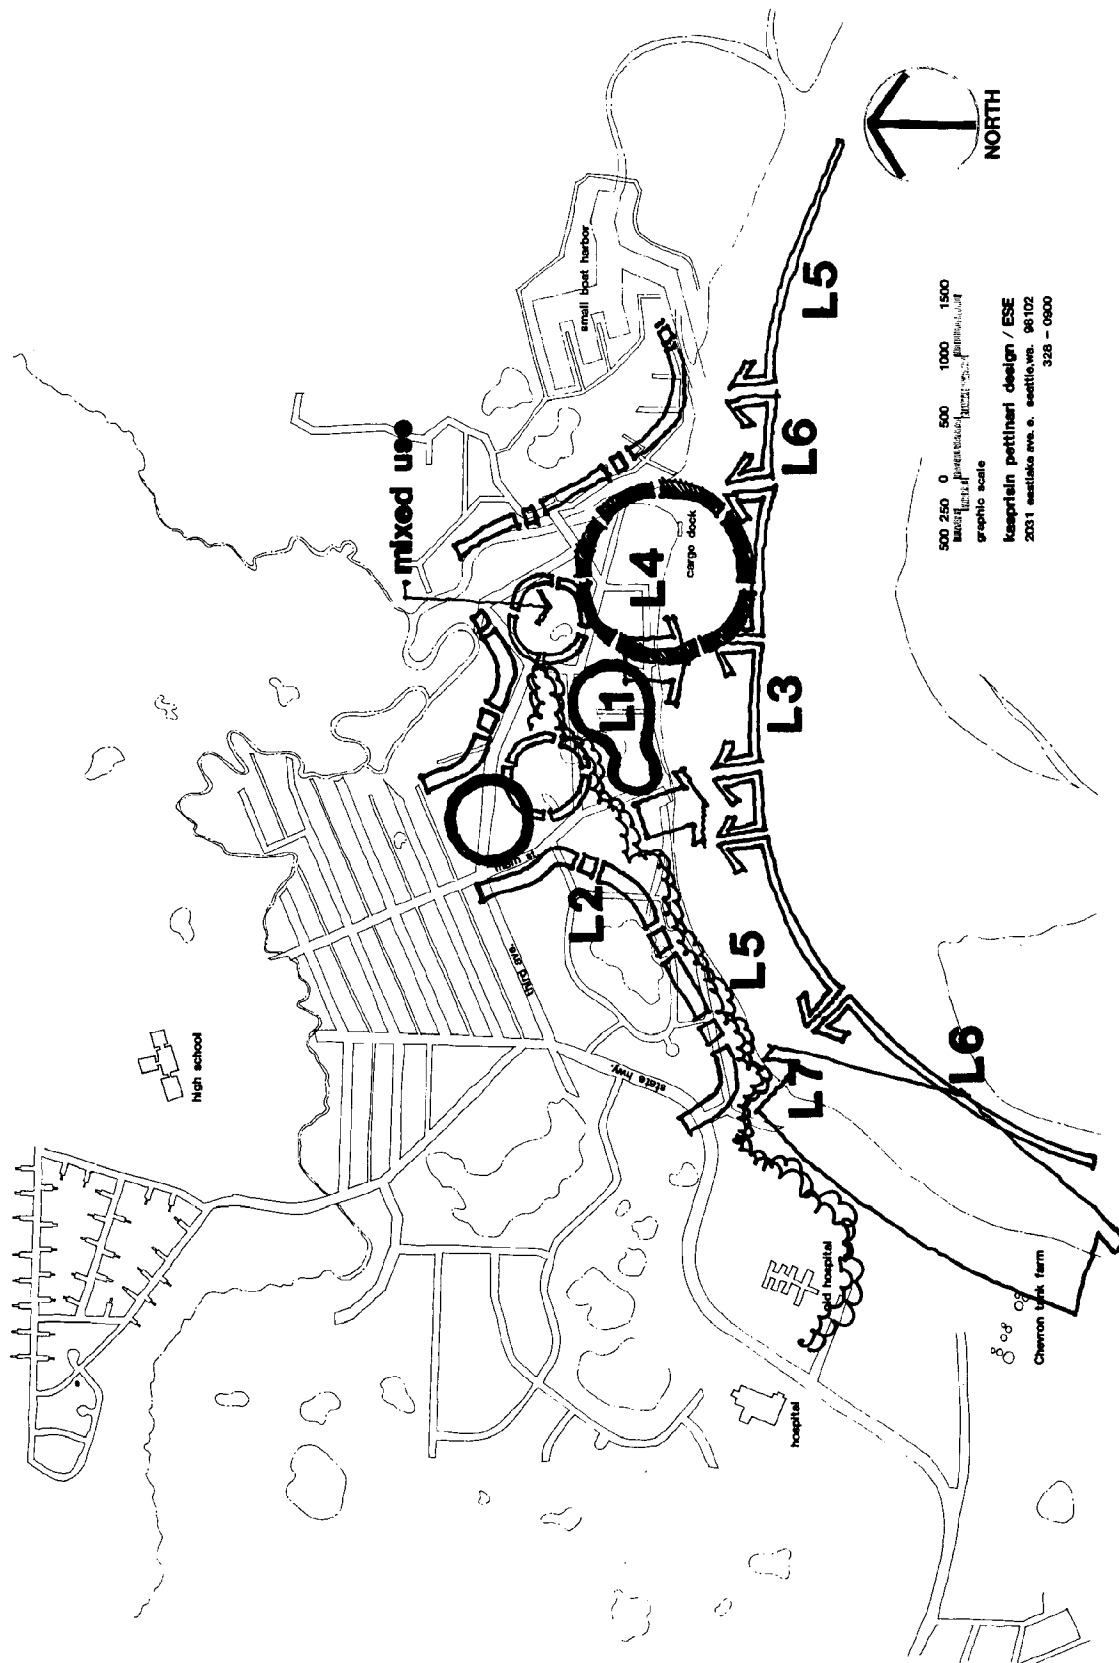 mixed use
small boat harbor
NORTH
L5
L6
L4
cargo dock
L1
L3
L2
third ave.
high school
state hwy.
L5
L7
L6
old hospital
hospital
Chevron tank farm
500 250 0 500 1000 1500
graphic scale
kasprisin pettinari design / ESE
2031 eastlake ave. e. seattle,wa. 98102
328 - 0900